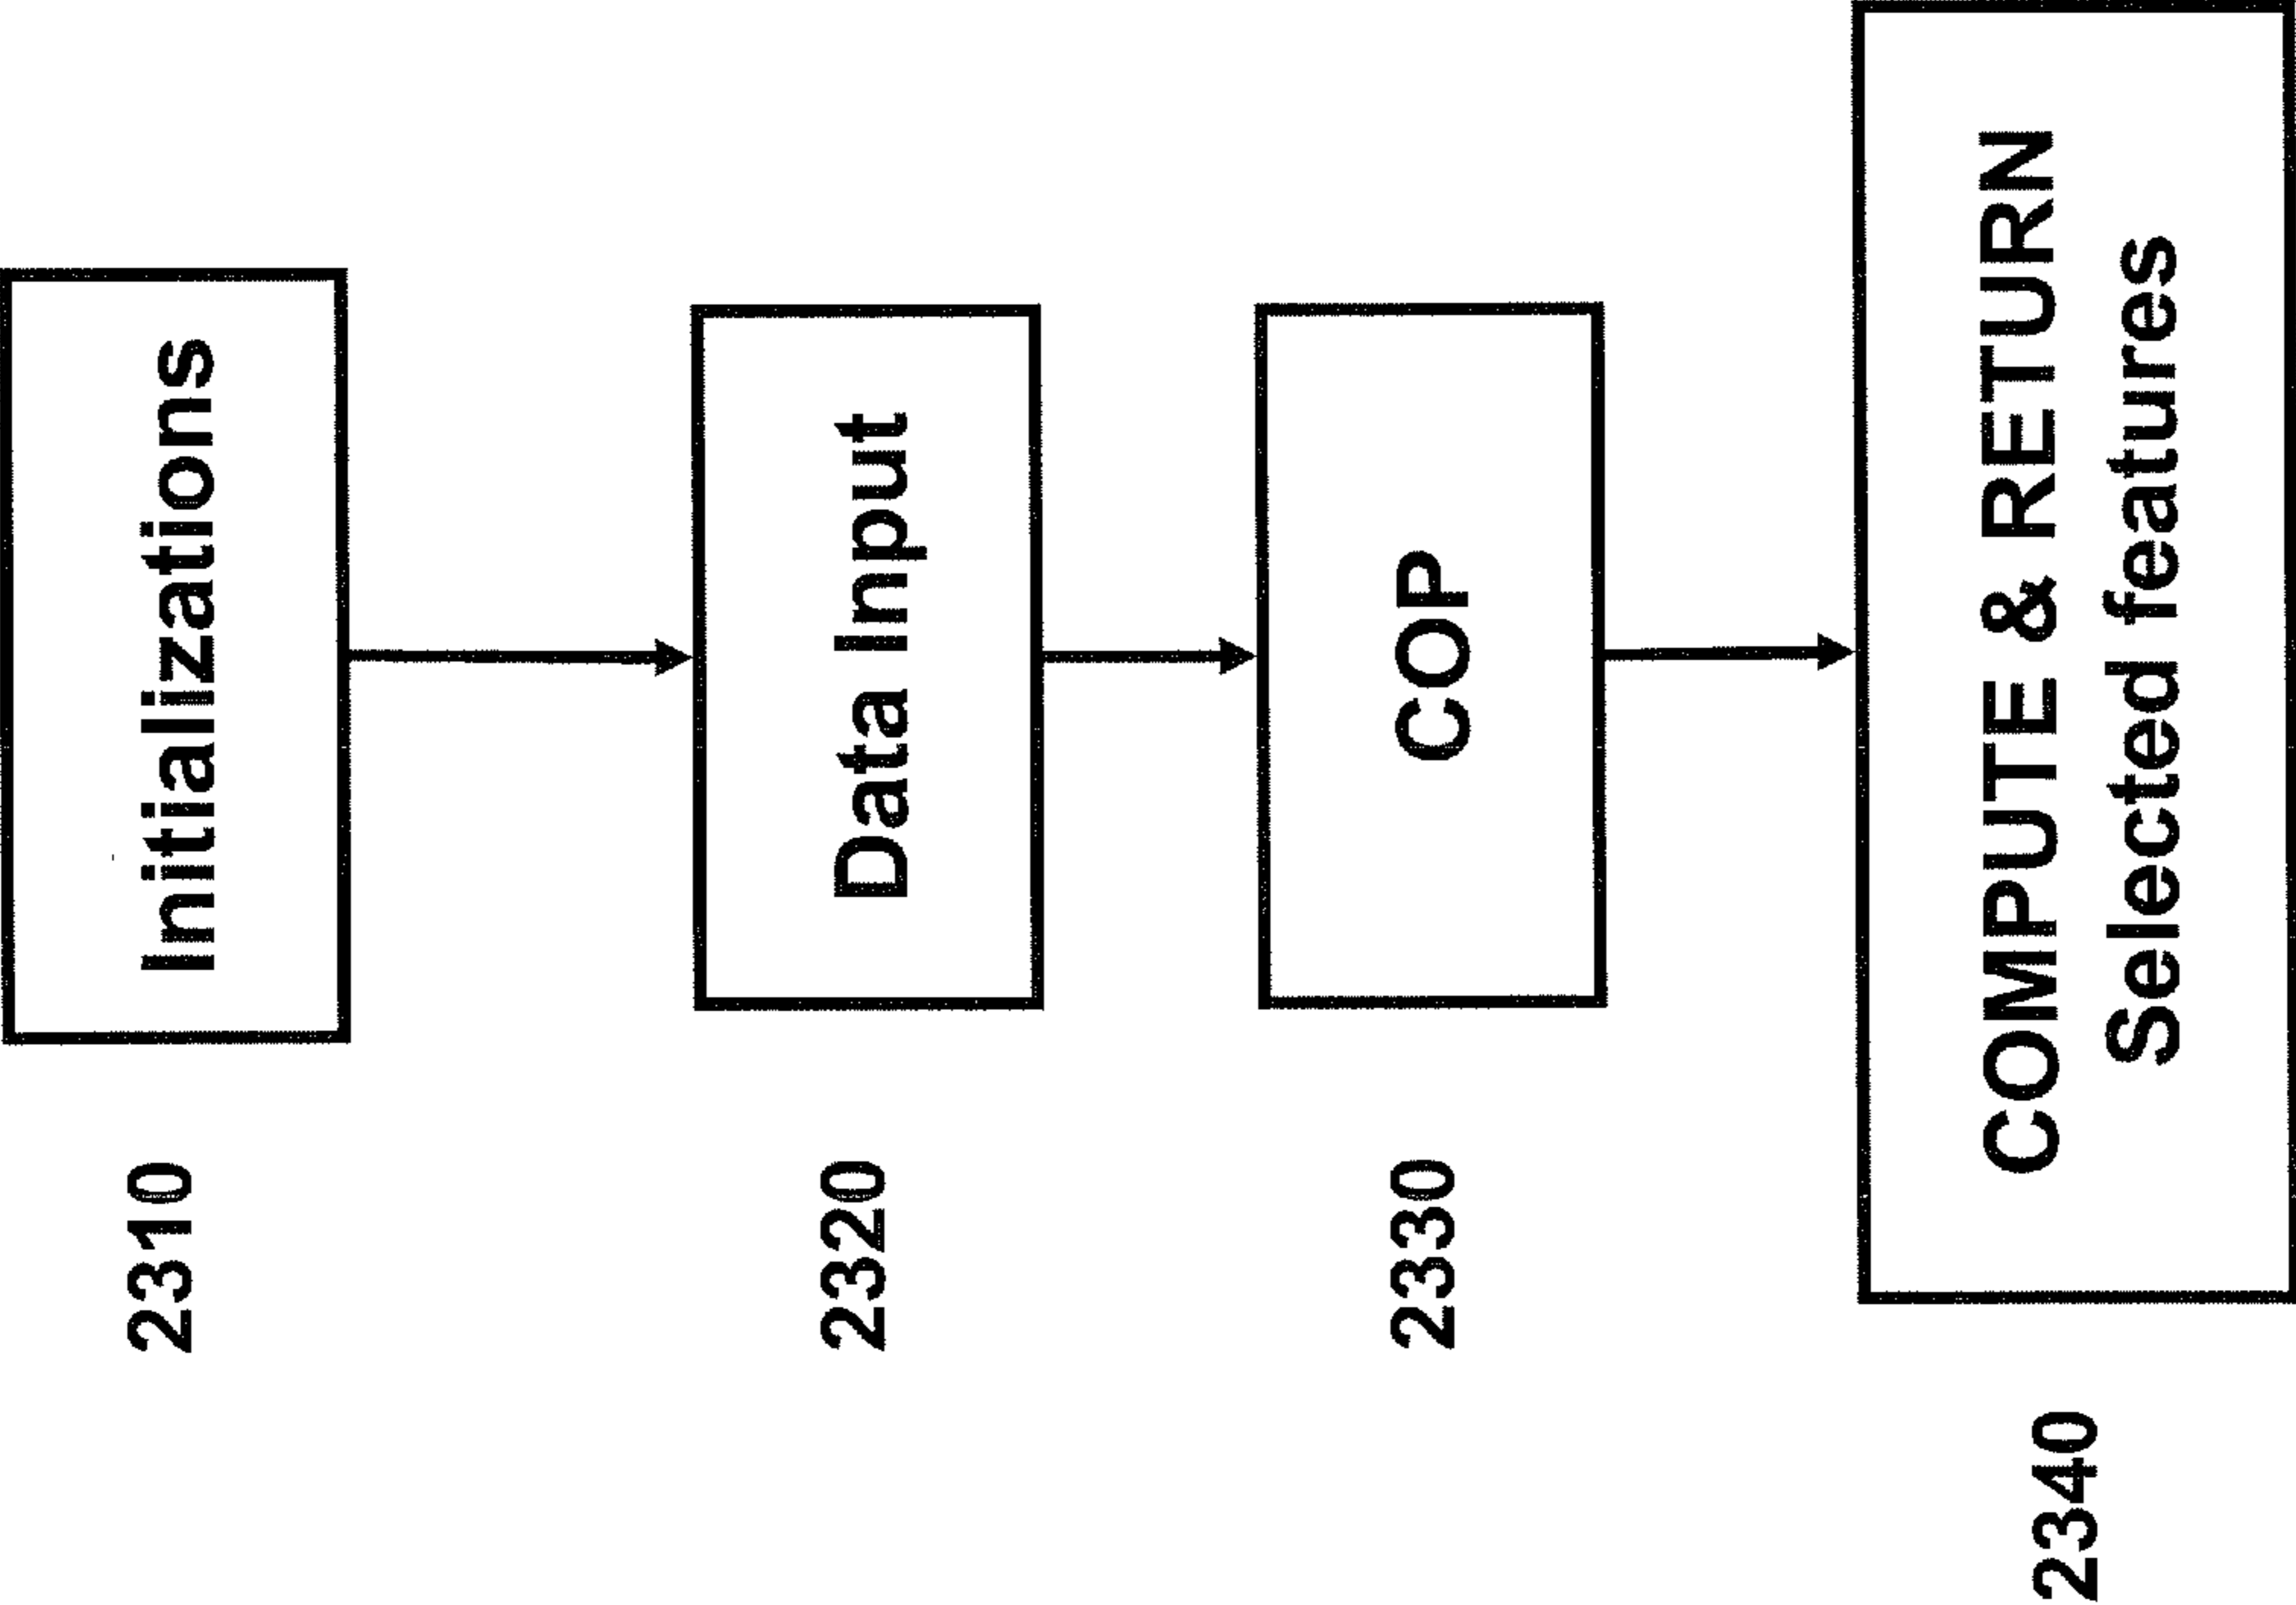 2310
Initializations
2320
Data Input
2330
COP
2340
COMPUTE & RETURN
Selected features